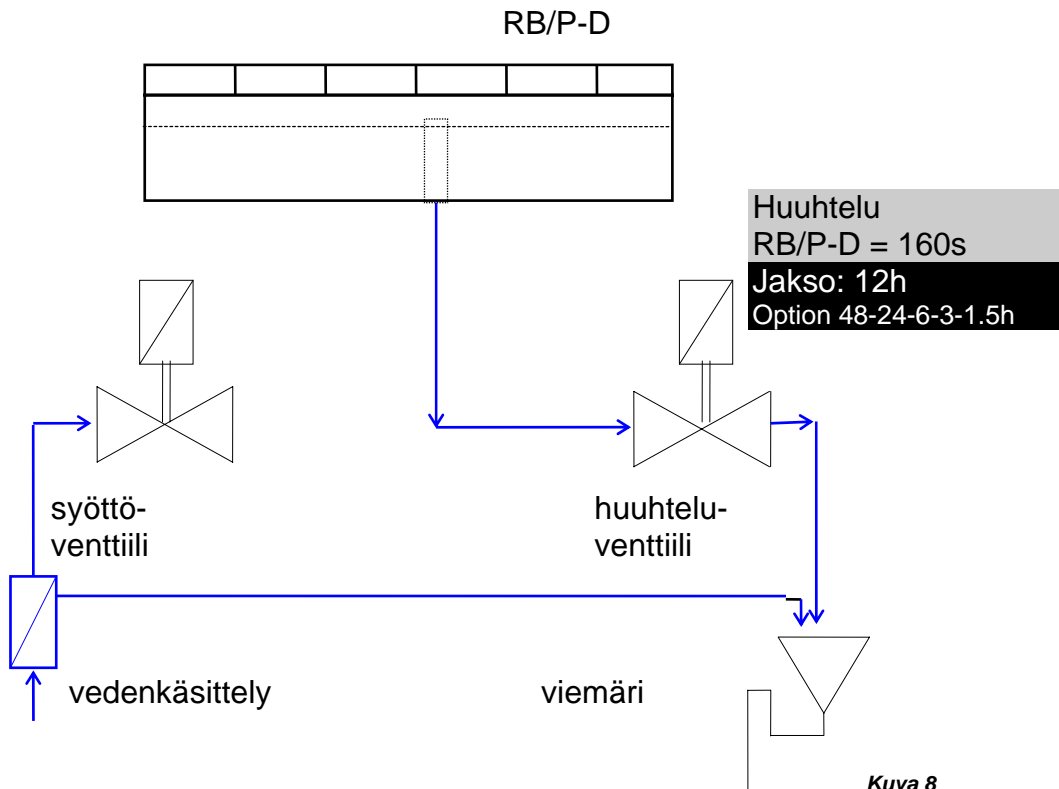 RB/P-D
Huuhtelu
RB/P-D = 160s
Jakso: 12h
Option 48-24-6-3-1.5h
syöttö-
venttiili
huuhtelu-
venttiili
vedenkäsittely
viemäri
Kuva 8